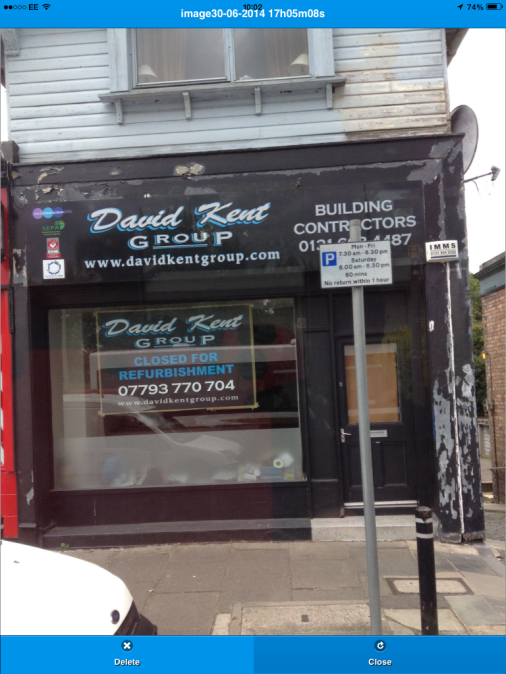 EE
10:02
74%
image30-06-2014 17h05m08s
SEPA
David Kent
GROUP
www.davidkentgroup.com
BUILDING
CONTRACTORS
0131
4487
IMMS
P
Mon - Fri
7.30 am - 6.30 pm
Saturday
8.00 am - 6.30 pm
60 mins
No return within 1 hour
David Kent
GROUP
CLOSED FOR
REFURBISHMENT
07793 770 704
www.davidkentgroup.com
Delete
Close